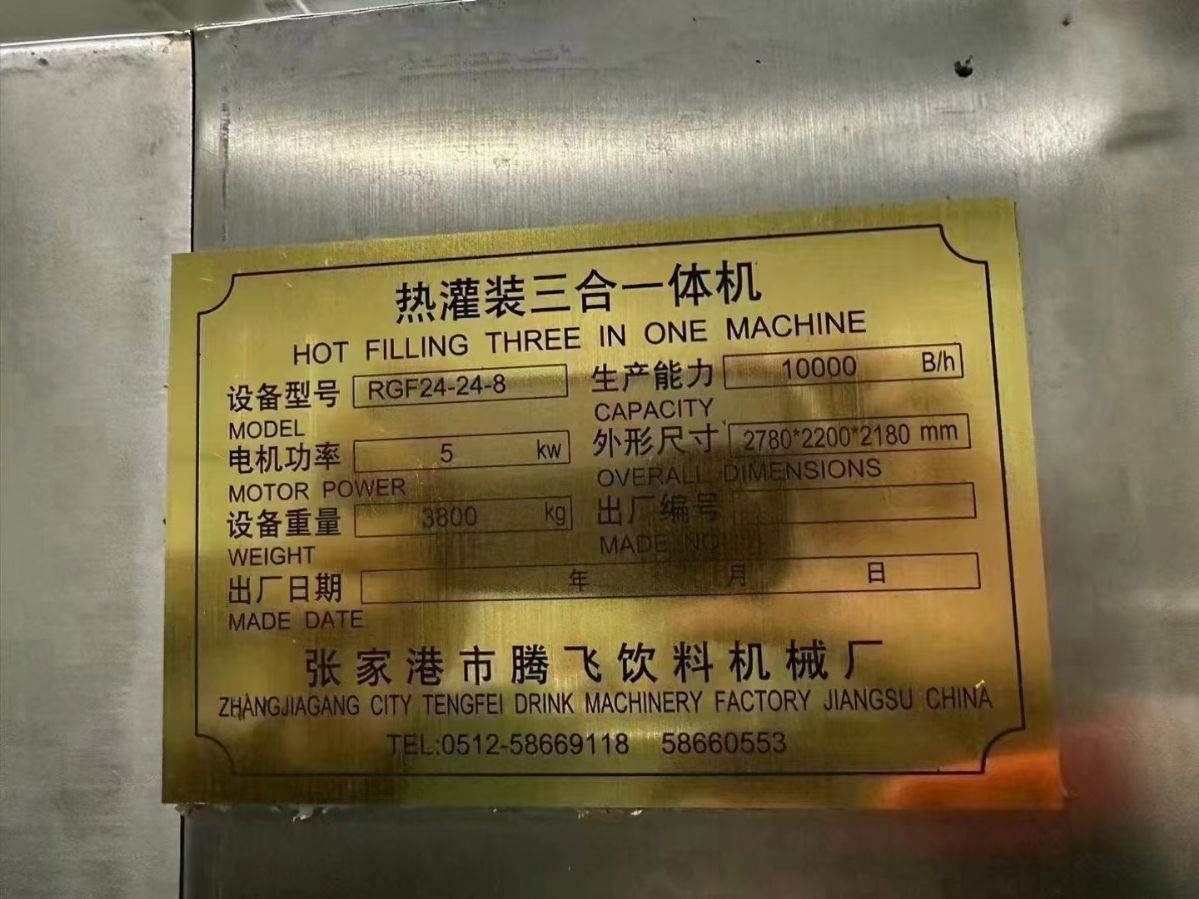 热灌装三合一体机
HOT FILLING THREE IN ONE MACHINE
设备型号 RGF24-24-8 生产能力 10000 B/h
MODEL CAPACITY
电机功率 5 kw 外形尺寸 2780*2200*2180 mm
MOTOR POWER OVERALL DIMENSIONS
设备重量 3800 kg 出厂编号
WEIGHT MADE NO
出厂日期 年 月 日
MADE DATE
张家港市腾飞饮料机械厂
ZHANGJIAGANG CITY TENGFEI DRINK MACHINERY FACTORY JIANGSU CHINA
TEL:0512-58669118 58660553